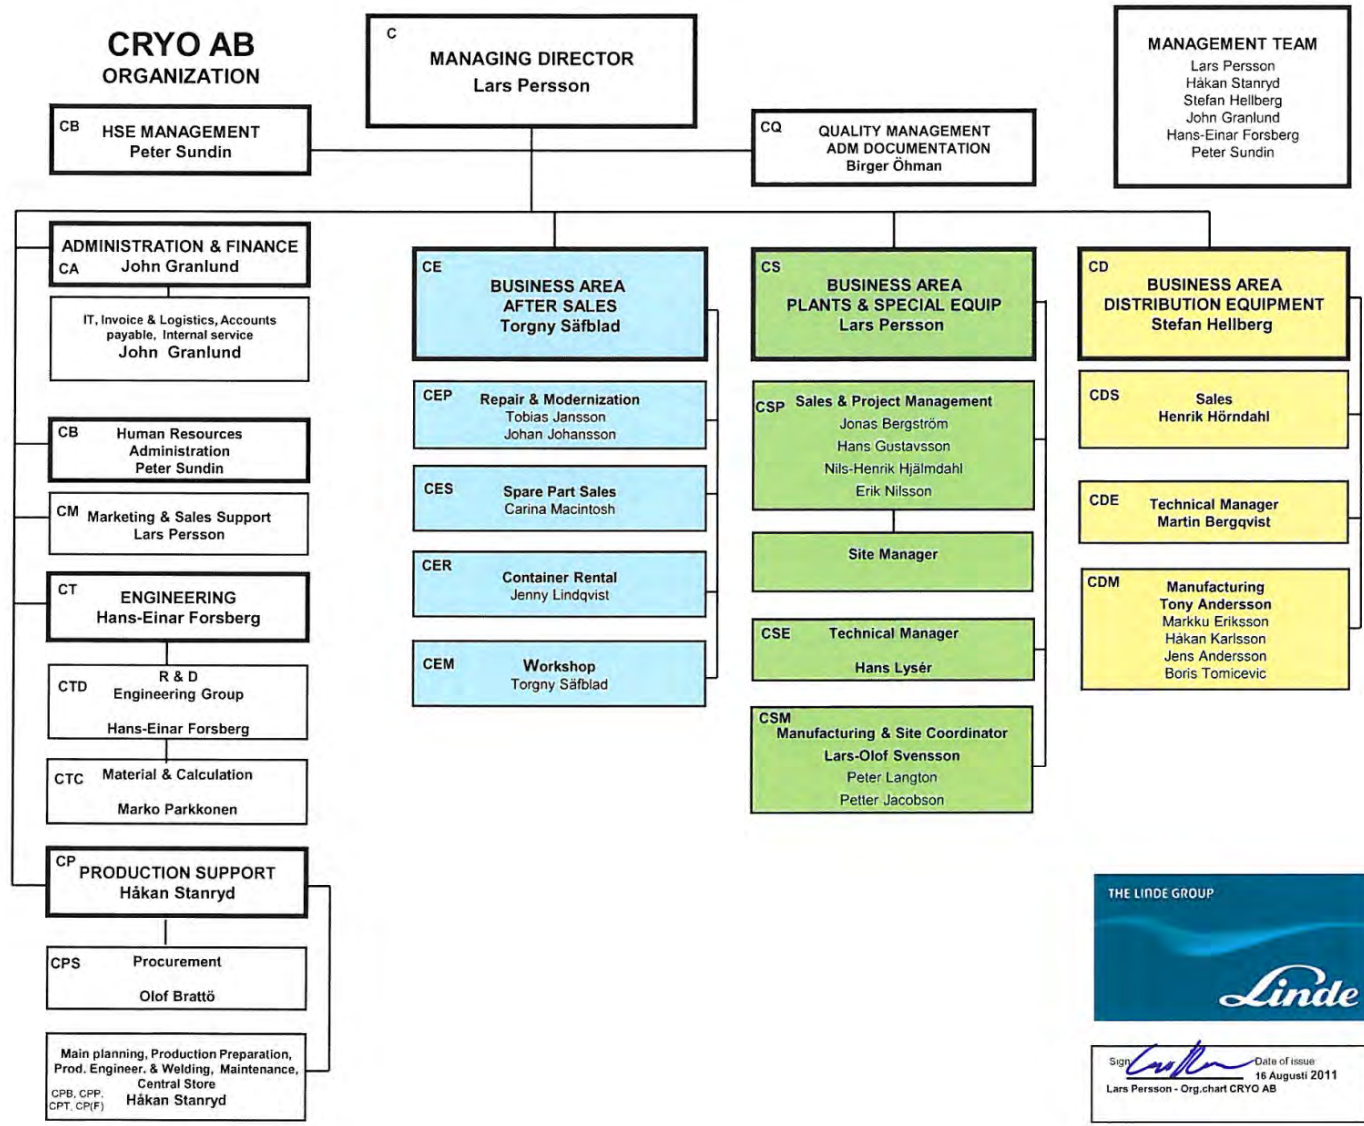 CRYO AB
ORGANIZATION
C
MANAGING DIRECTOR
Lars Persson
MANAGEMENT TEAM
Lars Persson
Håkan Stanryd
Stefan Hellberg
John Granlund
Hans-Einar Forsberg
Peter Sundin
CB
HSE MANAGEMENT
Peter Sundin
CQ
QUALITY MANAGEMENT
ADM DOCUMENTATION
Birger Öhman
ADMINISTRATION & FINANCE
CA
John Granlund
IT, Invoice & Logistics, Accounts
payable, Internal service
John Granlund
CB
Human Resources
Administration
Peter Sundin
CM
Marketing & Sales Support
Lars Persson
CT
ENGINEERING
Hans-Einar Forsberg
CTD
R & D
Engineering Group
Hans-Einar Forsberg
CTC
Material & Calculation
Marko Parkkonen
CP
PRODUCTION SUPPORT
Håkan Stanryd
CPS
Procurement
Olof Brattö
Main planning, Production Preparation,
Prod. Engineer. & Welding, Maintenance,
Central Store
CPB, CPP,
CPT, CP(F)
Håkan Stanryd
CE
BUSINESS AREA
AFTER SALES
Torgny Säfblad
CEP
Repair & Modernization
Tobias Jansson
Johan Johansson
CES
Spare Part Sales
Carina Macintosh
CER
Container Rental
Jenny Lindqvist
CEM
Workshop
Torgny Säfblad
CS
BUSINESS AREA
PLANTS & SPECIAL EQUIP
Lars Persson
CSP
Sales & Project Management
Jonas Bergström
Hans Gustavsson
Nils-Henrik Hjälmdahl
Erik Nilsson
Site Manager
CSE
Technical Manager
Hans Lysér
CSM
Manufacturing & Site Coordinator
Lars-Olof Svensson
Peter Langton
Petter Jacobson
CD
BUSINESS AREA
DISTRIBUTION EQUIPMENT
Stefan Hellberg
CDS
Sales
Henrik Hörndahl
CDE
Technical Manager
Martin Bergqvist
CDM
Manufacturing
Tony Andersson
Markku Eriksson
Håkan Karlsson
Jens Andersson
Boris Tomicevic
THE LINDE GROUP
Linde
Sign
Date of issue
16 Augusti 2011
Lars Persson - Org.chart CRYO AB